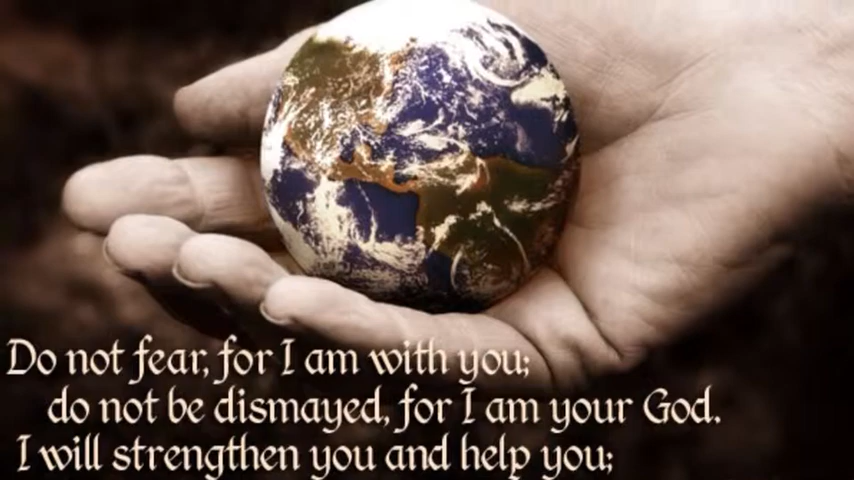 Do not fear, for I am with you;
do not be dismayed, for I am your God.
I will strengthen you and help you;